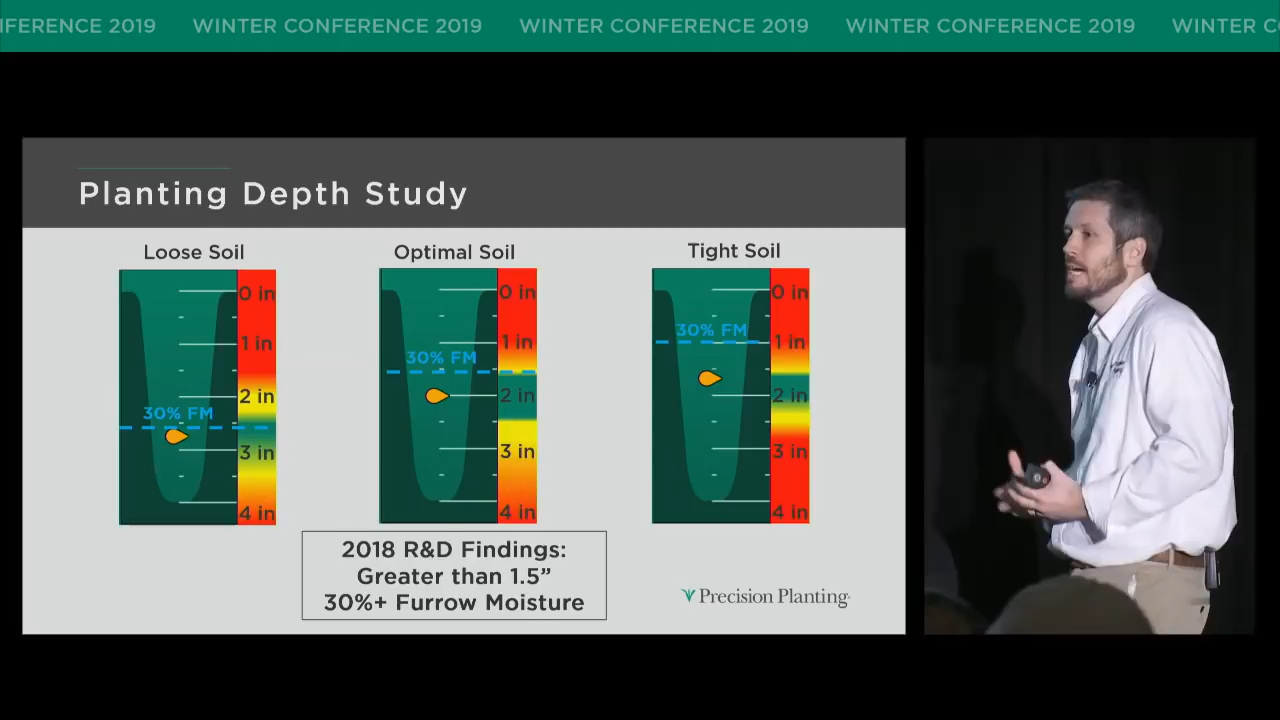 IFERENCE 2019 WINTER CONFERENCE 2019 WINTER CONFERENCE 2019 WINTER CONFERENCE 2019 WINTER C
Planting Depth Study
Loose Soil
0 in
1 in
2 in
30% FM
3 in
4 in
Optimal Soil
0 in
1 in
30% FM
2 in
3 in
4 in
Tight Soil
0 in
30% FM
1 in
2 in
3 in
4 in
2018 R&D Findings:
Greater than 1.5”
30%+ Furrow Moisture
Precision Planting